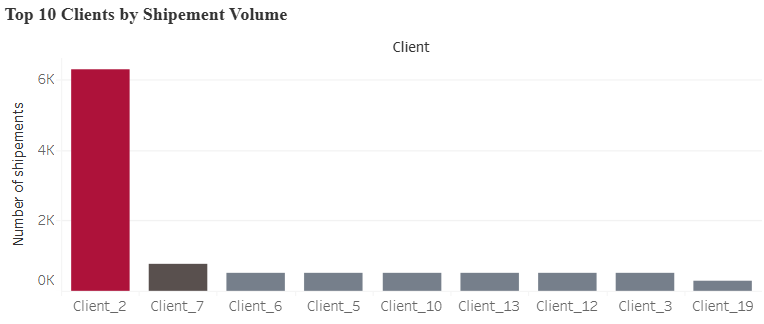 Top 10 Clients by Shipement Volume
Client
Number of shipements
6K
4K
2K
0K
Client_2 Client_7 Client_6 Client_5 Client_10 Client_13 Client_12 Client_3 Client_19